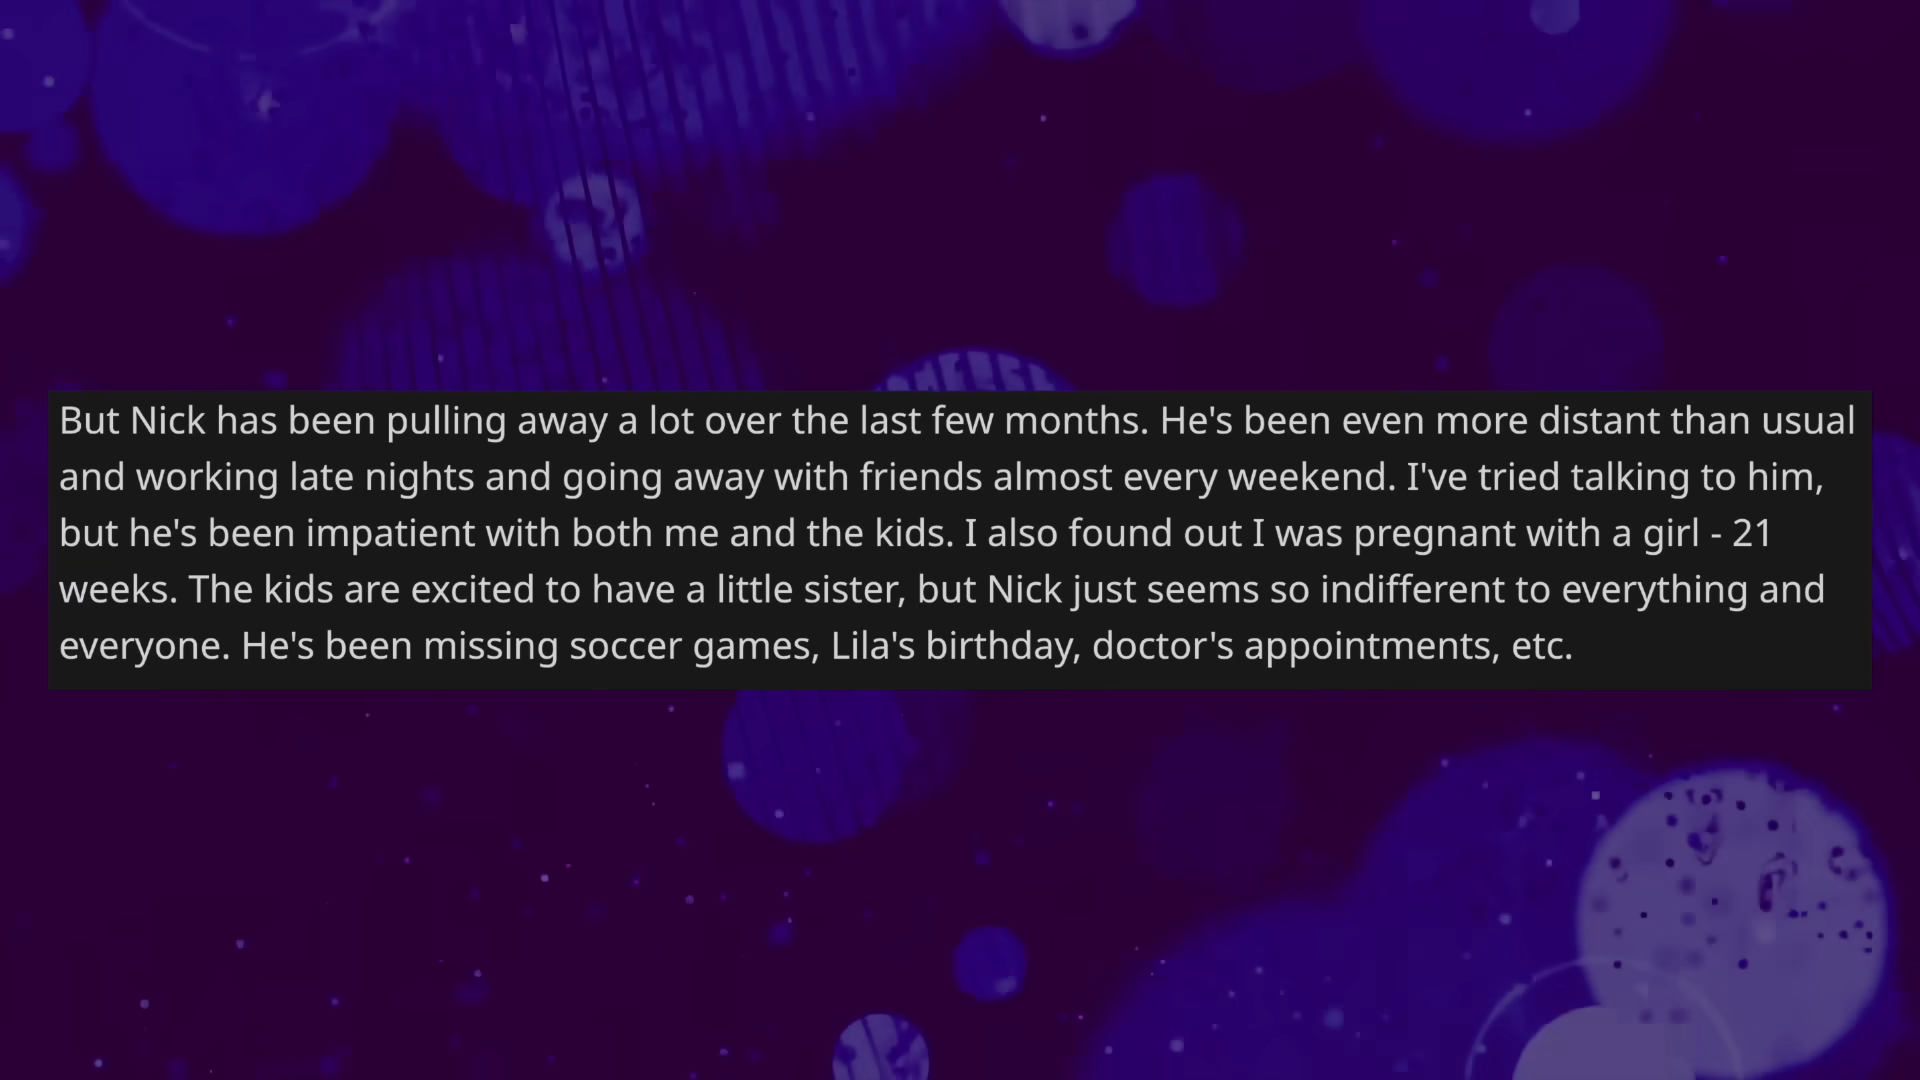 But Nick has been pulling away a lot over the last few months. He's been even more distant than usual
and working late nights and going away with friends almost every weekend. I've tried talking to him,
but he's been impatient with both me and the kids. I also found out I was pregnant with a girl - 21
weeks. The kids are excited to have a little sister, but Nick just seems so indifferent to everything and
everyone. He's been missing soccer games, Lila's birthday, doctor's appointments, etc.